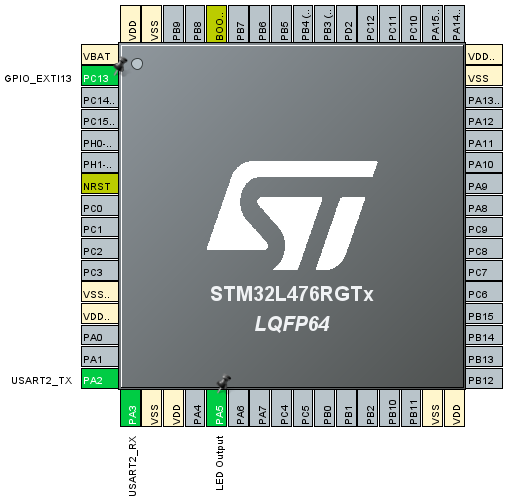 VDD
VSS
PB9
PB8
BOO..
PB7
PB6
PB5
PB4 (..
PB3 (..
PD2
PC12
PC11
PC10
PA15..
PA14..
VBAT
GPIO_EXTI13 PC13
PC14..
PC15..
PH0-..
PH1-..
NRST
PC0
PC1
PC2
PC3
VSS..
VDD..
PA0
PA1
USART2_TX PA2
ST
STM32L476RGTx
LQFP64
VDD..
VSS
PA13..
PA12
PA11
PA10
PA9
PA8
PC9
PC8
PC7
PC6
PB15
PB14
PB13
PB12
PA3
VSS
VDD
PA4
PA5
PA6
PA7
PC4
PC5
PB0
PB1
PB2
PB10
PB11
VSS
VDD
USART2_RX
LED Output